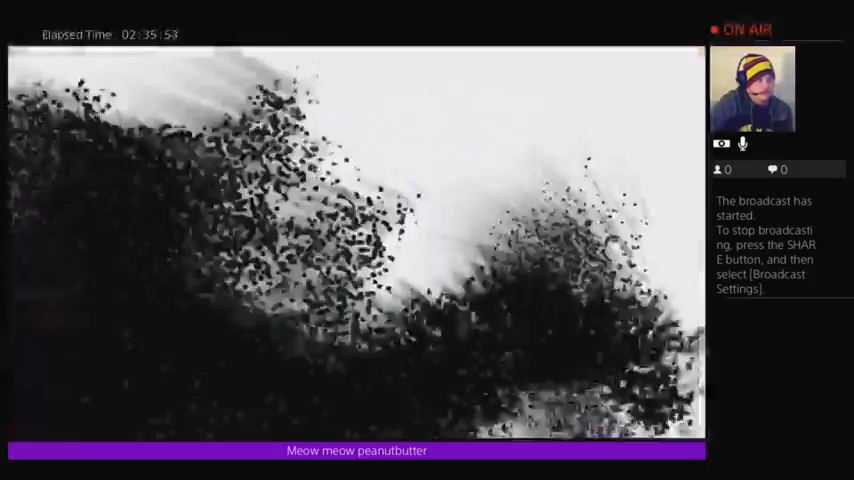 Elapsed Time 02:35:53
ON AIR
0 0
The broadcast has
started.
To stop broadcasti
ng, press the SHAR
E button, and then
select [Broadcast
Settings].
Meow meow peanutbutter